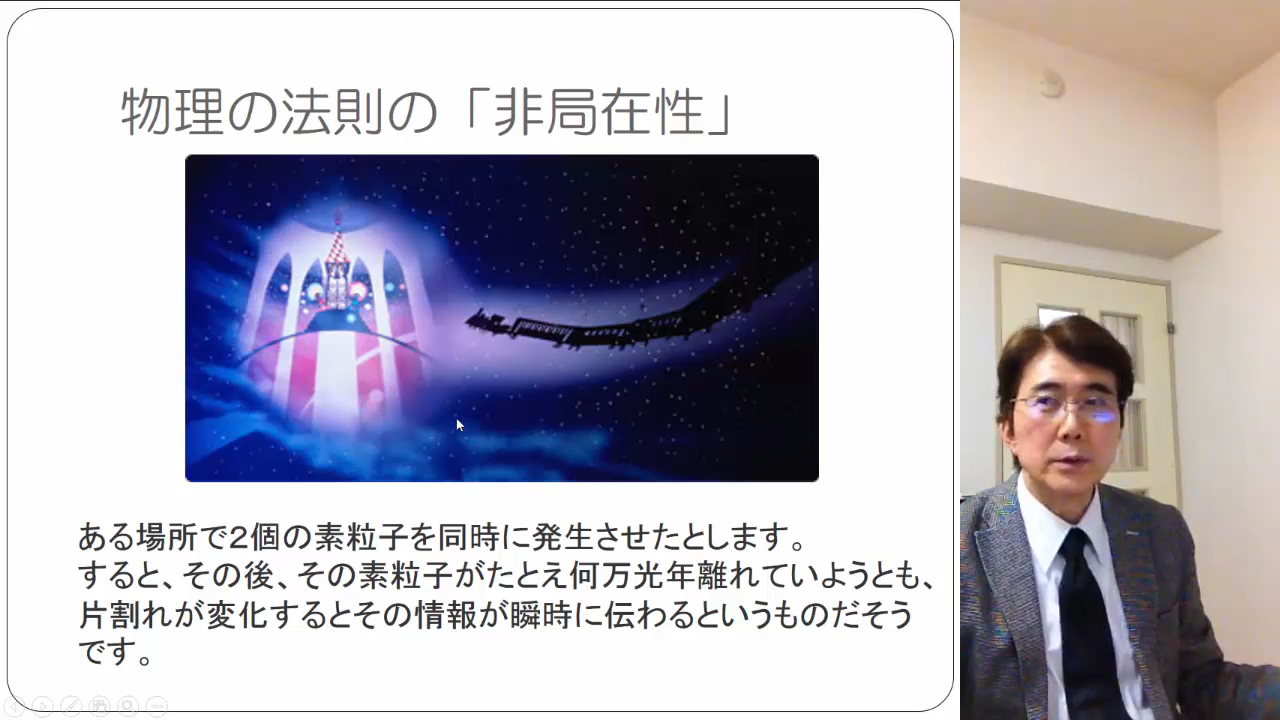 物理の法則の「非局在性」
ある場所で２個の素粒子を同時に発生させたとします。
すると、その後、その素粒子がたとえ何万光年離れていようとも、
片割れが変化するとその情報が瞬時に伝わるというものだそう
です。